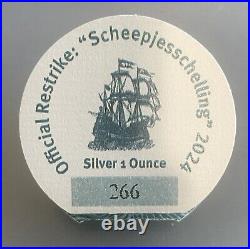 Official Restrike: "Scheepjesschelling" 2024
Silver 1 Ounce
266